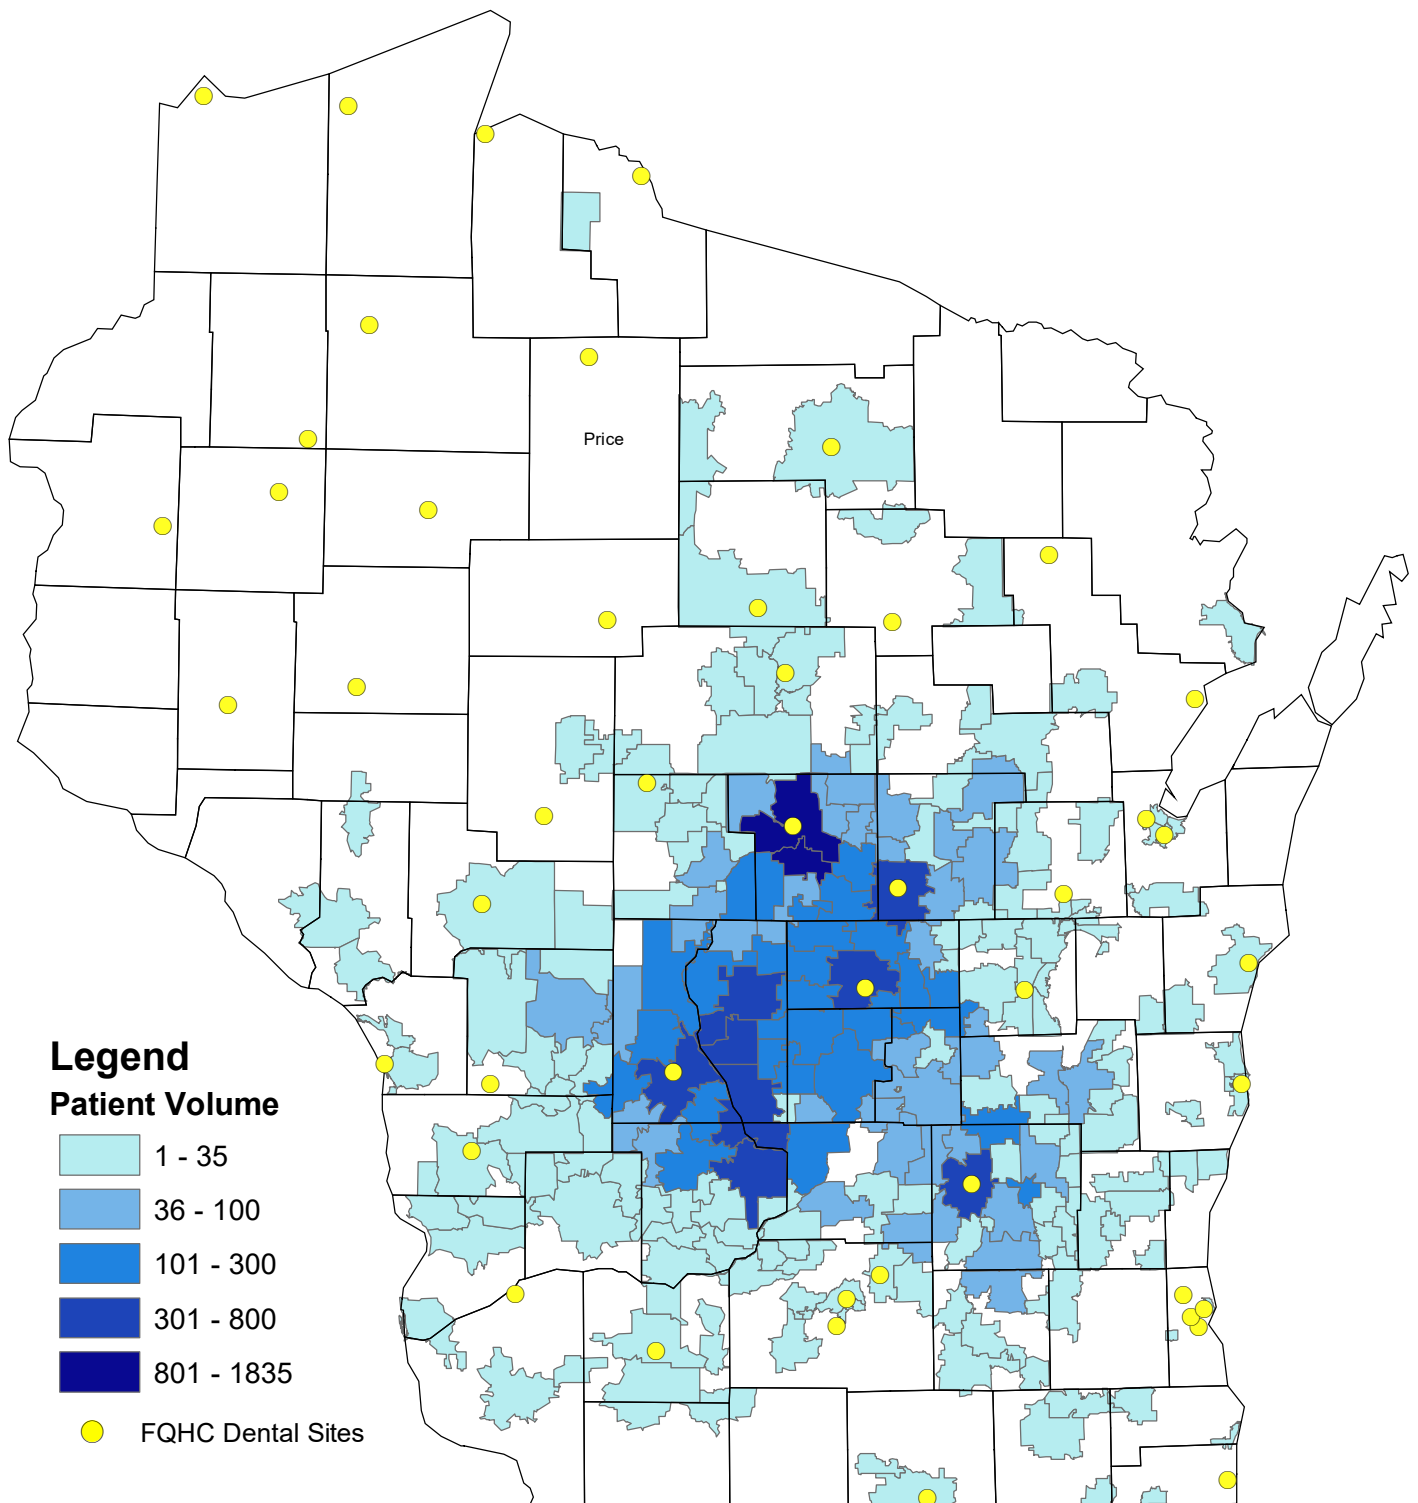 Price
Legend
Patient Volume
1 - 35
36 - 100
101 - 300
301 - 800
801 - 1835
FQHC Dental Sites